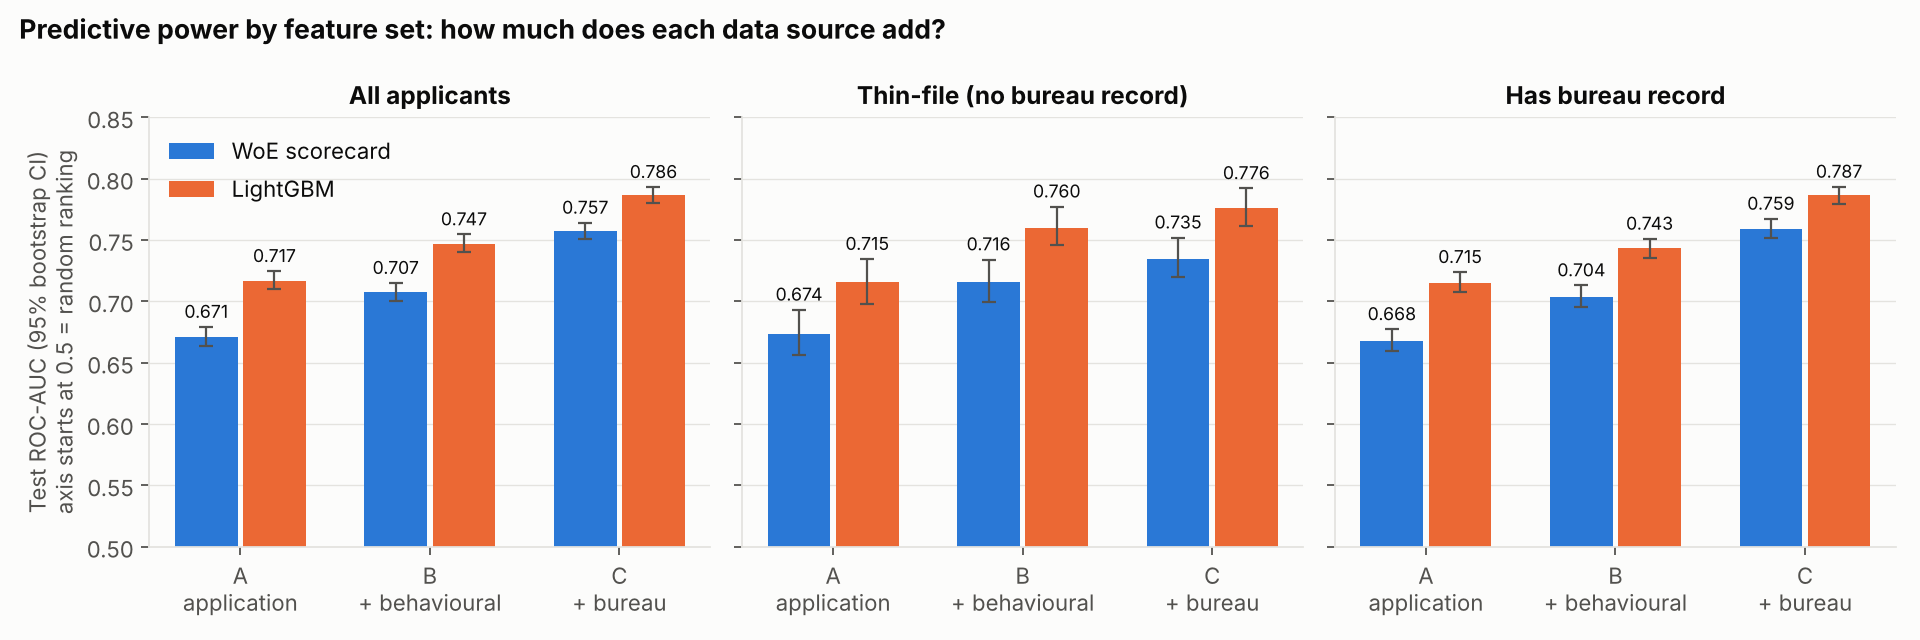 Predictive power by feature set: how much does each data source add?
All applicants
Test ROC-AUC (95% bootstrap CI)
axis starts at 0.5 = random ranking
0.85
0.80
0.75
0.70
0.65
0.60
0.55
0.50
WoE scorecard
LightGBM
0.671
0.717
0.707
0.747
0.757
0.786
A
application
B
+ behavioural
C
+ bureau
Thin-file (no bureau record)
0.674
0.715
0.716
0.760
0.735
0.776
A
application
B
+ behavioural
C
+ bureau
Has bureau record
0.668
0.715
0.704
0.743
0.759
0.787
A
application
B
+ behavioural
C
+ bureau